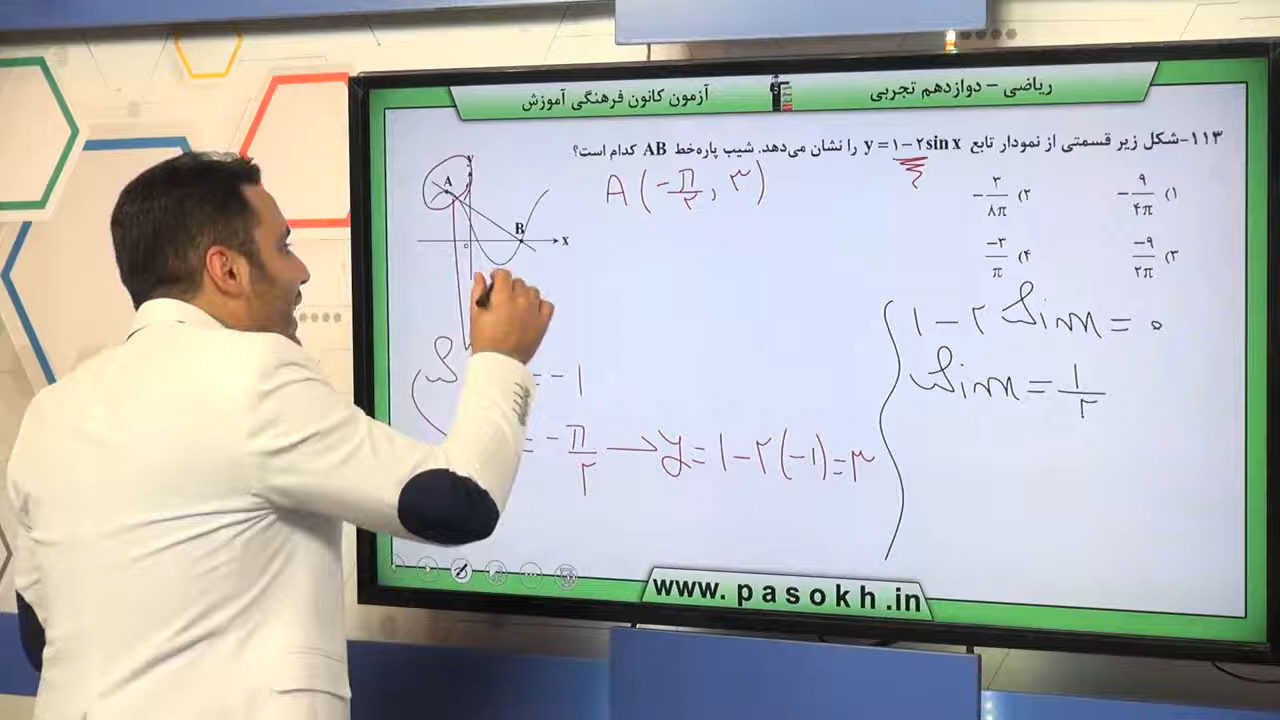 ریاضی – دوازدهم تجربی
آزمون کانون فرهنگی آموزش
۱۱۳-شکل زیر قسمتی از نمودار تابع y = ۱ – ۲ sin x را نشان می‌دهد. شیب پاره‌خط AB کدام است؟
۱) -۹/۴π
۲) -۳/۸π
۳) -۹/۲π
۴) -۳/π
y
A
B
x
o
A(-π/۲, ۳)
۱ - ۲ Sin = ۰
Sin = ۱/۲
= -۱
= -π/۲ → y = ۱ - ۲(-۱) = ۳
www. pasokh .in